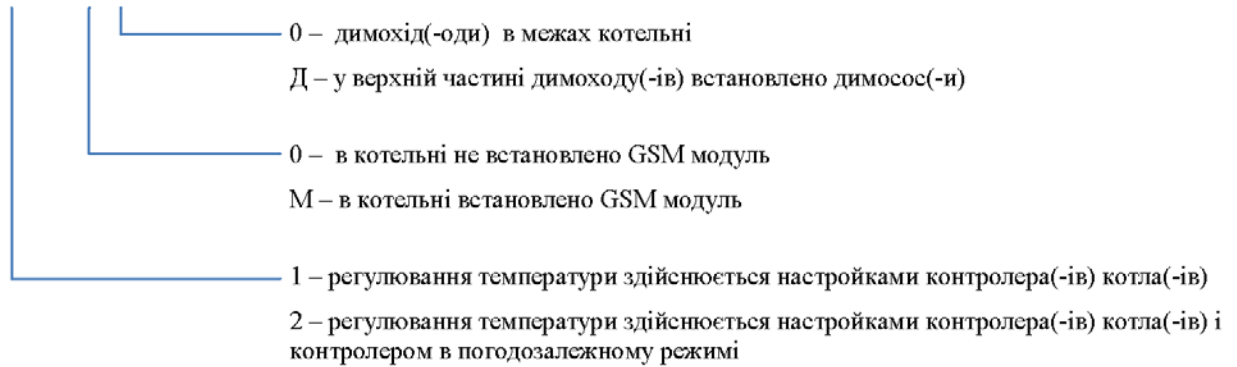 0 – димохід(-оди) в межах котельні
Д – у верхній частині димоходу(-ів) встановлено димосос(-и)
0 – в котельні не встановлено GSM модуль
М – в котельні встановлено GSM модуль
1 – регулювання температури здійснюється настройками контролера(-ів) котла(-ів)
2 – регулювання температури здійснюється настройками контролера(-ів) котла(-ів) і
контролером в погодозалежному режимі